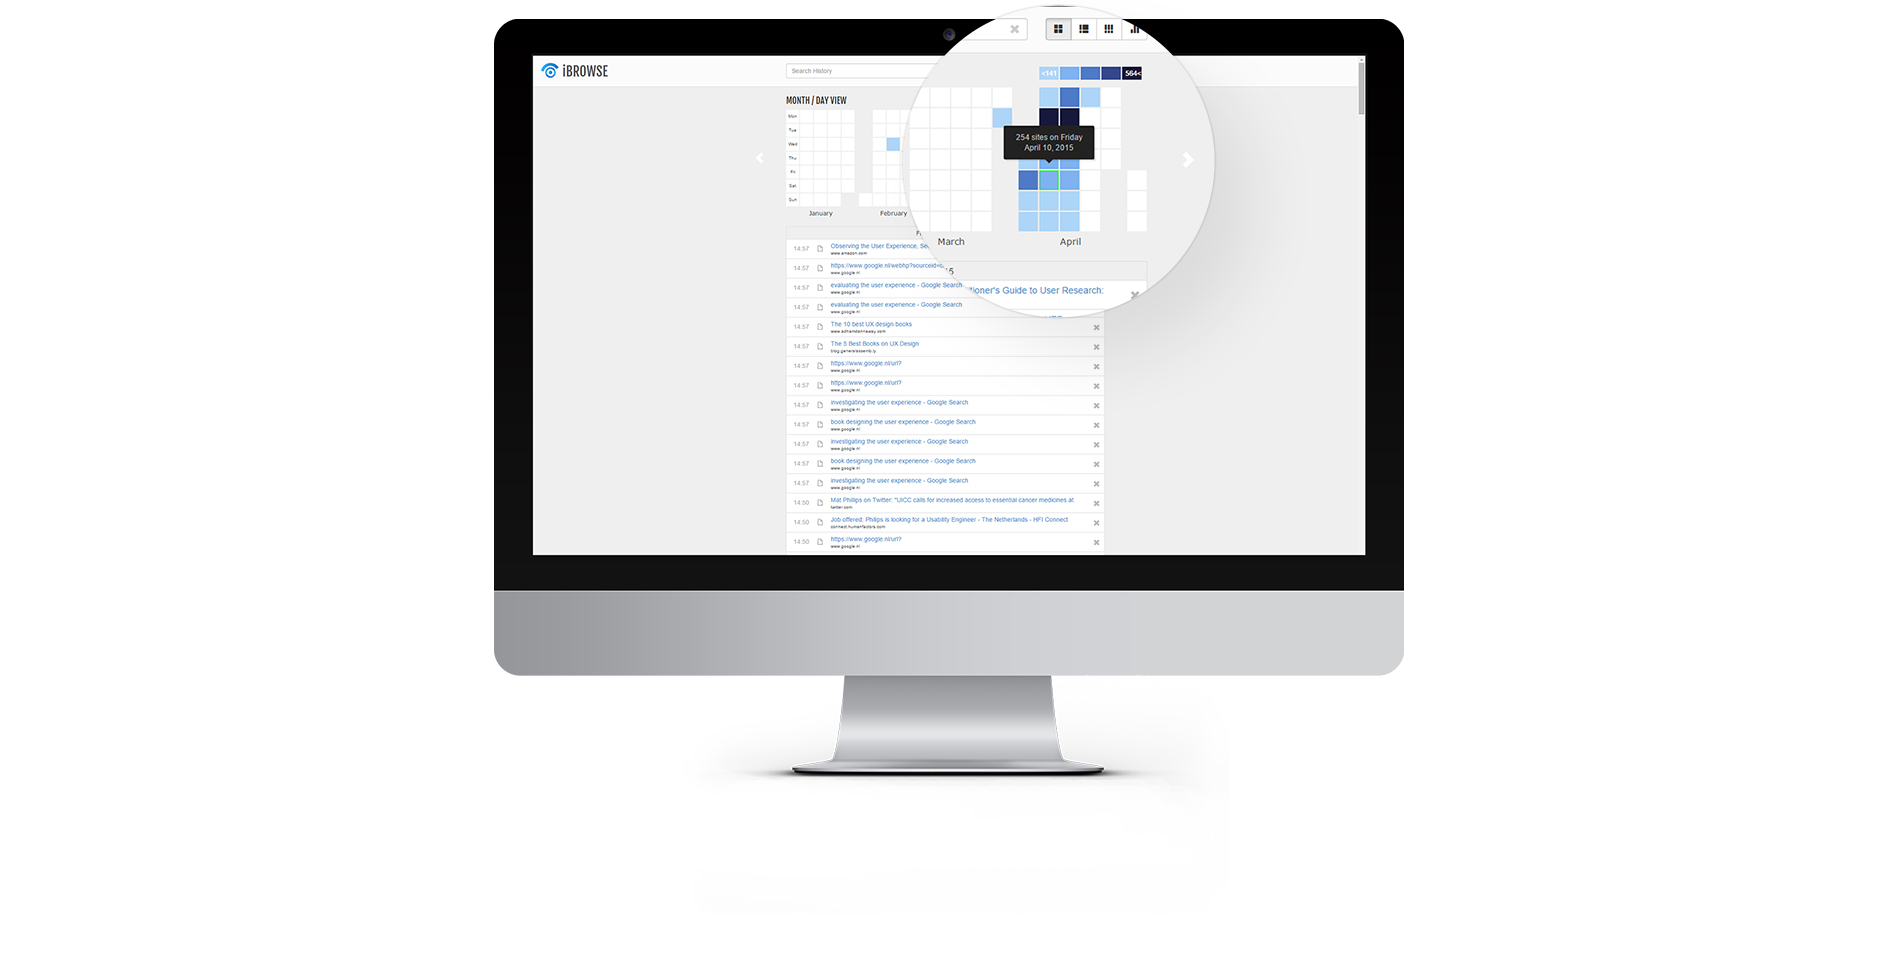 iBROWSE
Search History
<141
564<
MONTH / DAY VIEW
Mon
Tue
Wed
Thu
Fri
Sat
Sun
January
February
254 sites on Friday
April 10, 2015
March
April
14:57
Observing the User Experience, Se
www.amazon.com
14:57
https://www.google.nl/webhp?sourceid=c
www.google.nl
tioner's Guide to User Research:
14:57
evaluating the user experience - Google Search
www.google.nl
14:57
evaluating the user experience - Google Search
www.google.nl
14:57
The 10 best UX design books
14:57
The 5 Best Books on UX Design
blog.generalassemb.ly
14:57
https://www.google.nl/url?
www.google.nl
14:57
https://www.google.nl/url?
www.google.nl
14:57
investigating the user experience - Google Search
www.google.nl
14:57
book designing the user experience - Google Search
www.google.nl
14:57
investigating the user experience - Google Search
www.google.nl
14:57
book designing the user experience - Google Search
www.google.nl
14:57
investigating the user experience - Google Search
www.google.nl
14:50
Mat Phillips on Twitter: "UICC calls for increased access to essential cancer medicines at
twitter.com
14:50
Job offered: Philips is looking for a Usability Engineer - The Netherlands - HFI Connect
connect.humanfactors.com
14:50
https://www.google.nl/url?
www.google.nl